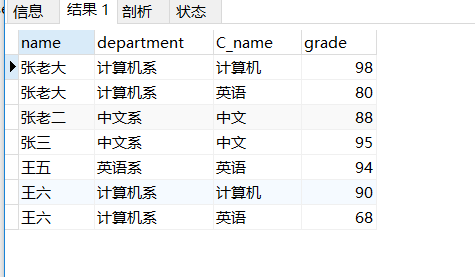 信息 结果 1 剖析 状态
name department C_name grade
张老大 计算机系 计算机 98
张老大 计算机系 英语 80
张老二 中文系 中文 88
张三 中文系 中文 95
王五 英语系 英语 94
王六 计算机系 计算机 90
王六 计算机系 英语 68